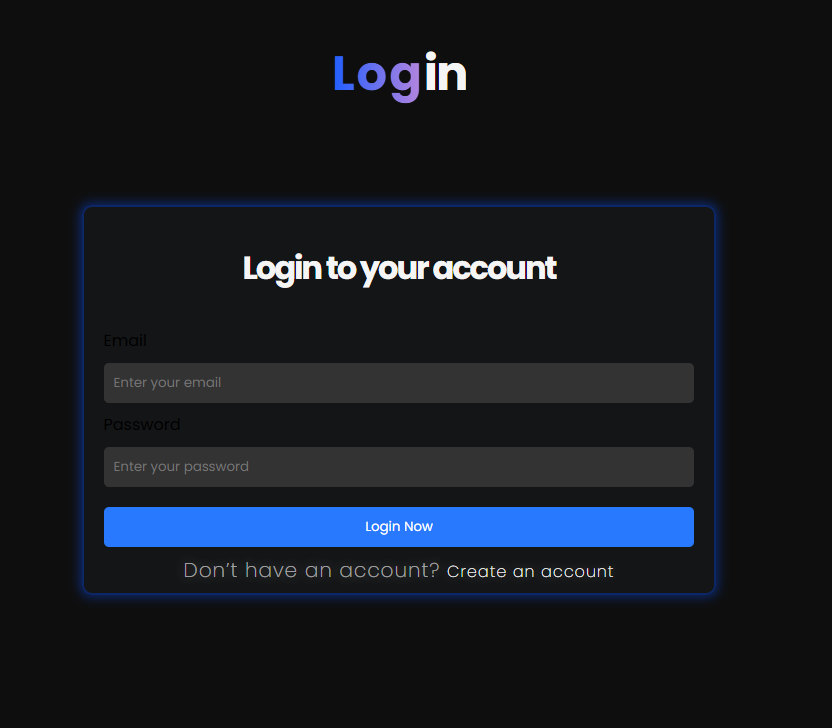 Login
Login to your account
Email
Enter your email
Password
Enter your password
Login Now
Don’t have an account? Create an account